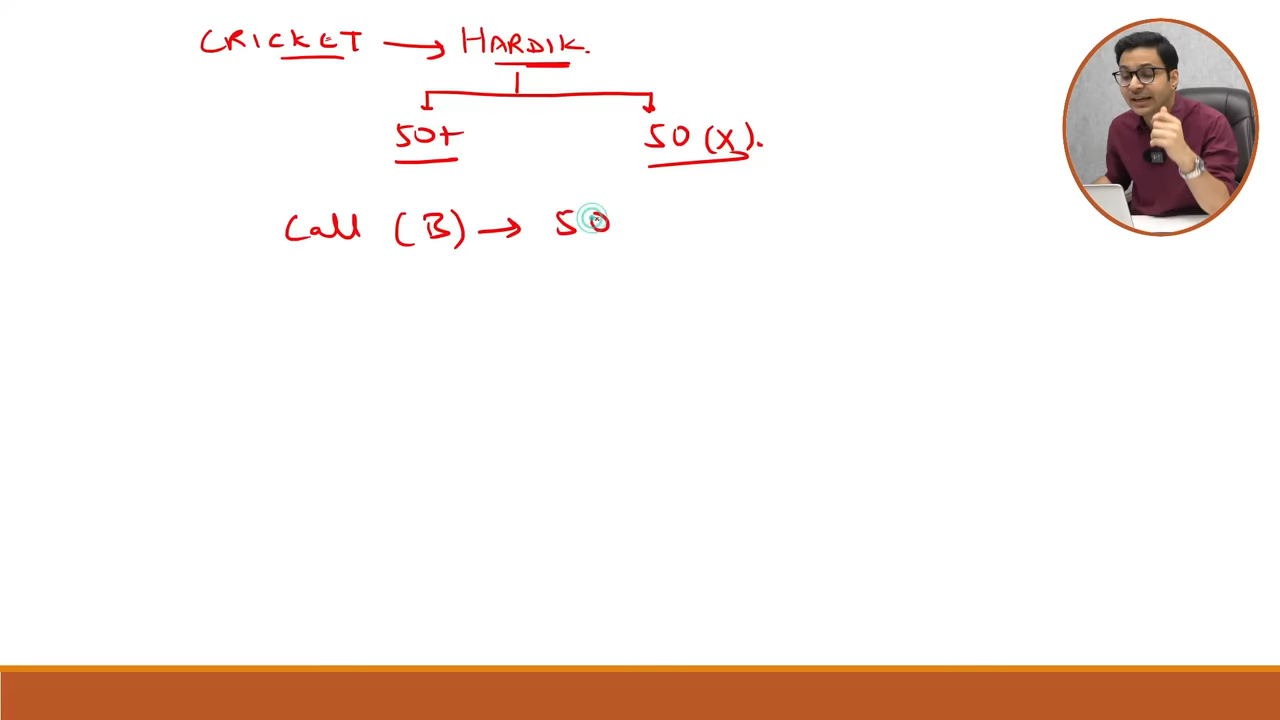 CRICKET → HARDIK.
50+ 50 (X).
Call (B) → 50